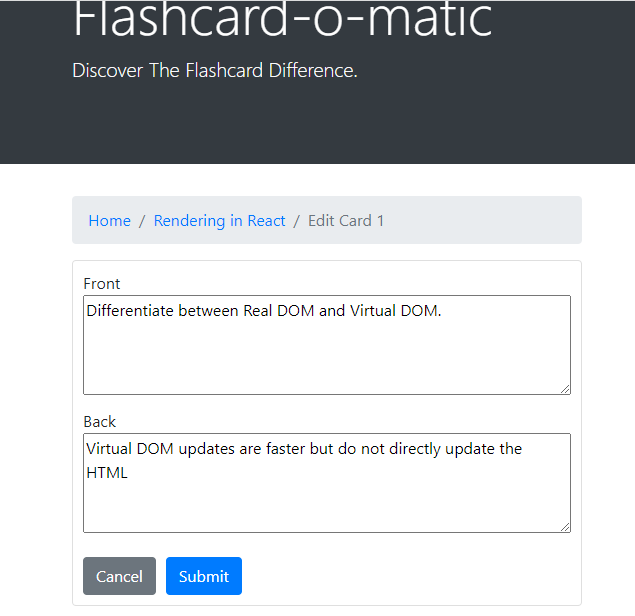 Flashcard-o-matic
Discover The Flashcard Difference.
Home / Rendering in React / Edit Card 1
Front
Differentiate between Real DOM and Virtual DOM.
Back
Virtual DOM updates are faster but do not directly update the
HTML
Cancel Submit